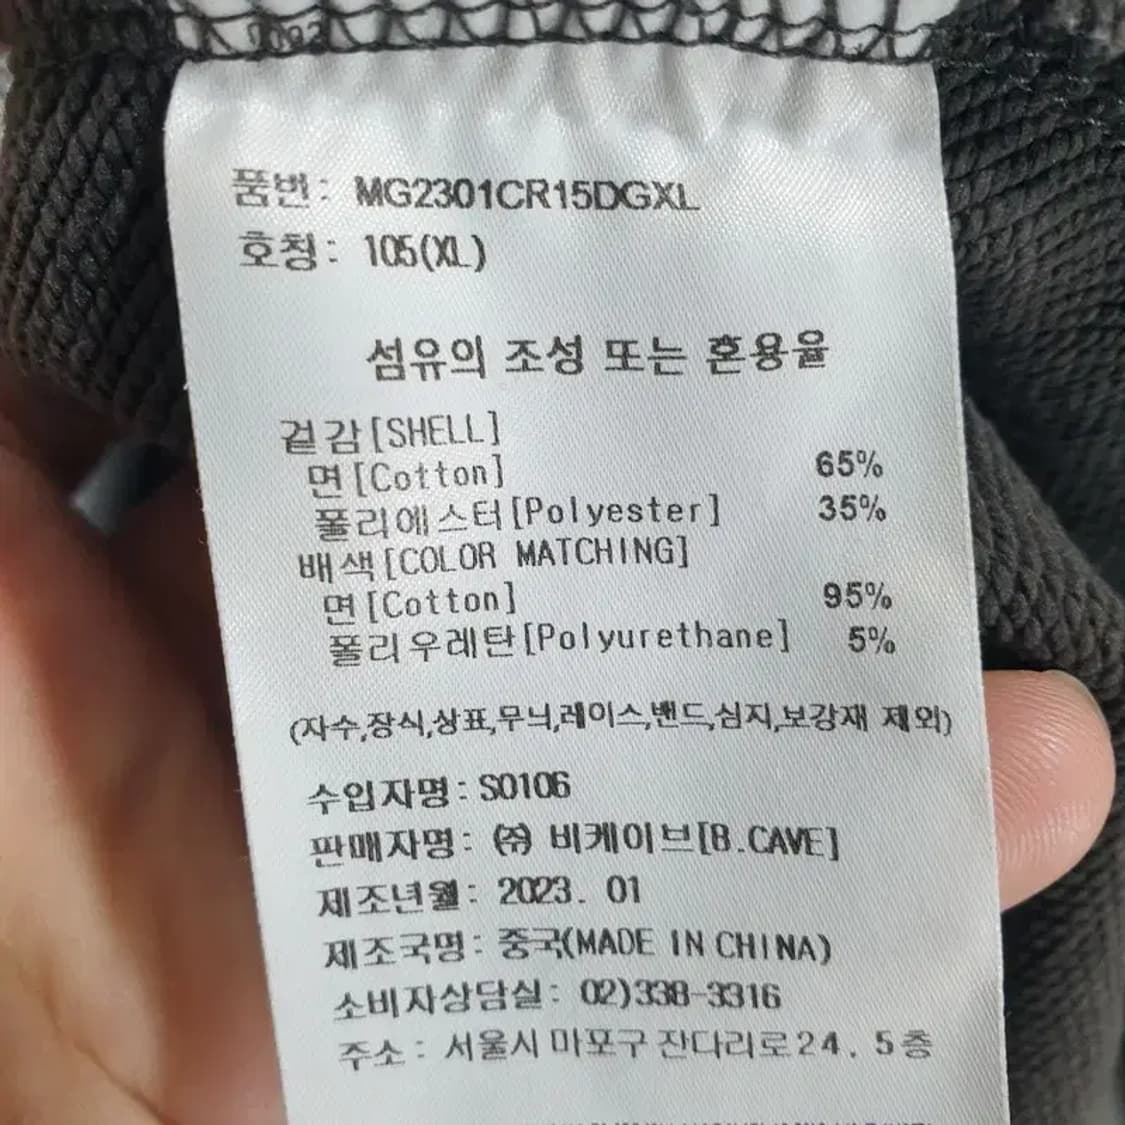 품번: MG2301CR15DGXL
호칭: 105(XL)
섬유의 조성 또는 혼용율
겉감[SHELL]
면[Cotton] 65%
폴리에스터[Polyester] 35%
배색[COLOR MATCHING]
면[Cotton] 95%
폴리우레탄[Polyurethane] 5%
(자수,장식,상표,무늬,레이스,밴드,심지,보강재 제외)
수입자명: S0106
판매자명: ㈜ 비케이브[B.CAVE]
제조년월: 2023. 01
제조국명: 중국(MADE IN CHINA)
소비자상담실: 02)338-3316
주소: 서울시 마포구 잔다리로24, 5층